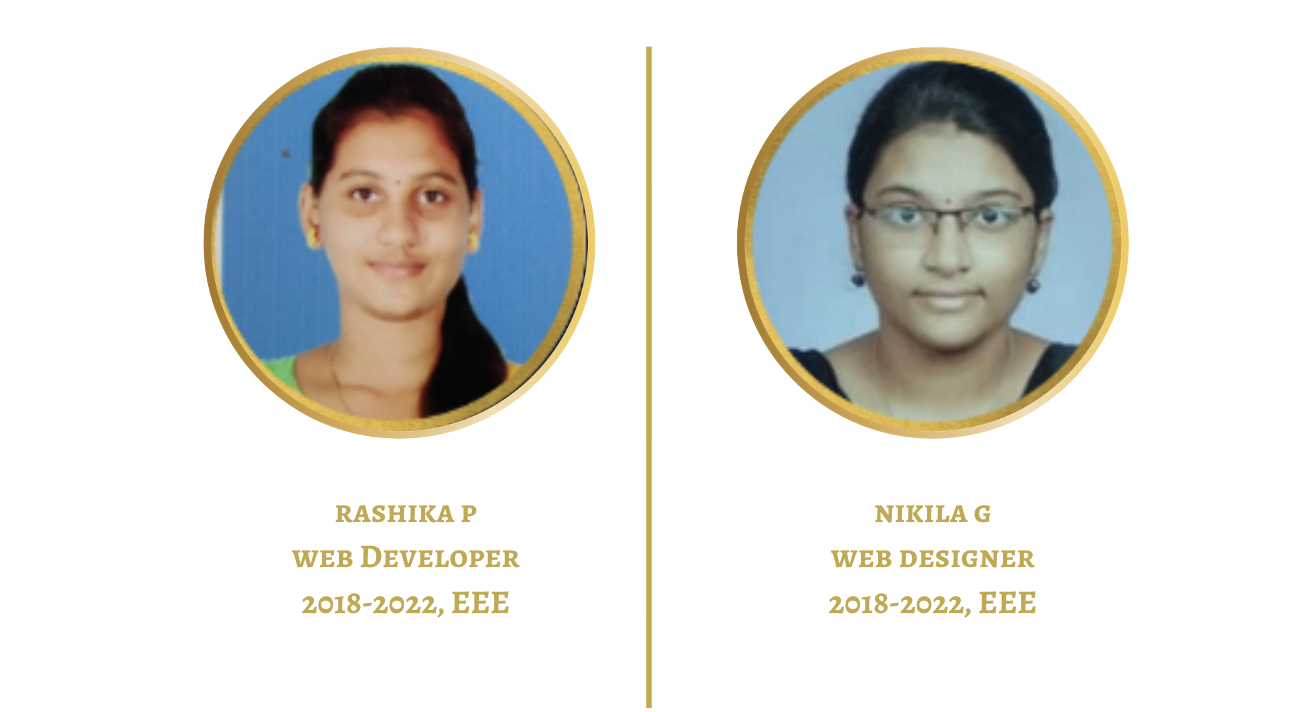 RASHIKA P
WEB DEVELOPER
2018-2022, EEE
NIKILA G
WEB DESIGNER
2018-2022, EEE